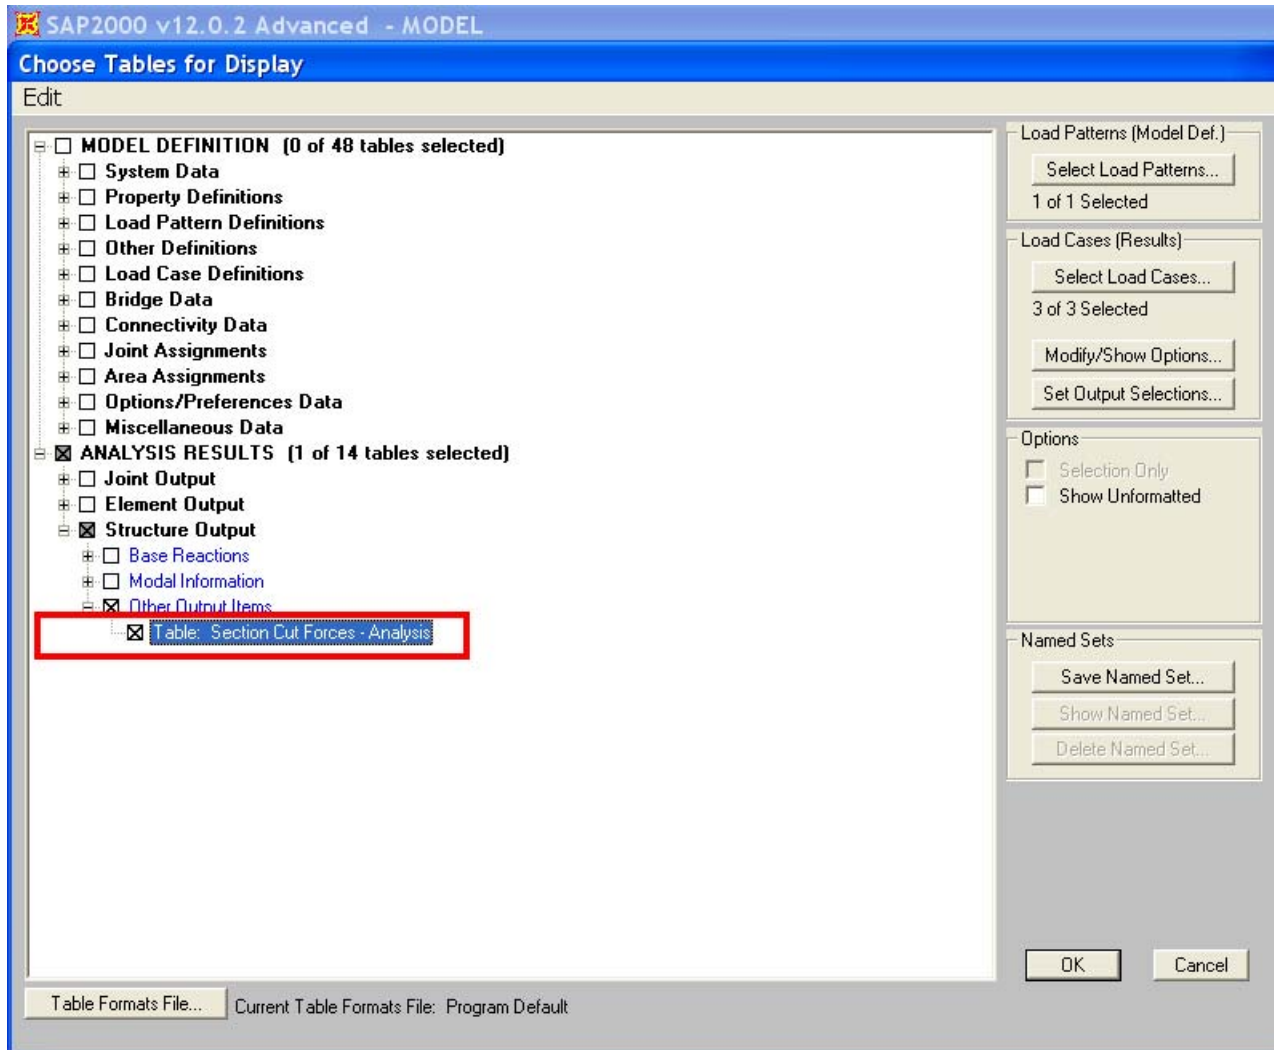 SAP2000 v12.0.2 Advanced - MODEL
Choose Tables for Display
Edit
MODEL DEFINITION (0 of 48 tables selected)
System Data
Property Definitions
Load Pattern Definitions
Other Definitions
Load Case Definitions
Bridge Data
Connectivity Data
Joint Assignments
Area Assignments
Options/Preferences Data
Miscellaneous Data
ANALYSIS RESULTS (1 of 14 tables selected)
Joint Output
Element Output
Structure Output
Base Reactions
Modal Information
Other Output Items
Table: Section Cut Forces - Analysis
Load Patterns (Model Def.)
Select Load Patterns...
1 of 1 Selected
Load Cases (Results)
Select Load Cases...
3 of 3 Selected
Modify/Show Options...
Set Output Selections...
Options
Selection Only
Show Unformatted
Named Sets
Save Named Set...
Show Named Set...
Delete Named Set...
OK Cancel
Table Formats File... Current Table Formats File: Program Default